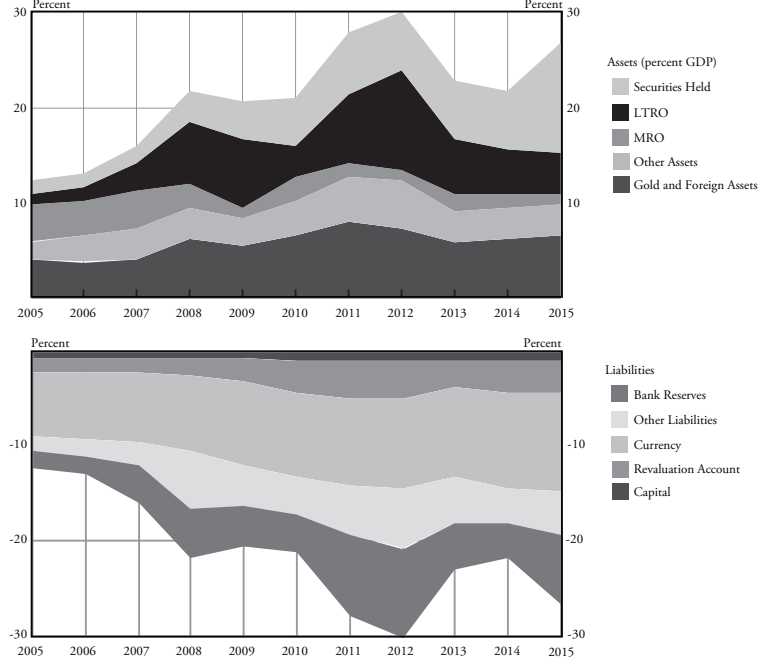 Percent Percent
30 30
20 20
10 10
2005 2006 2007 2008 2009 2010 2011 2012 2013 2014 2015
Assets (percent GDP)
Securities Held
LTRO
MRO
Other Assets
Gold and Foreign Assets
Percent Percent
-10 -10
-20 -20
-30 -30
2005 2006 2007 2008 2009 2010 2011 2012 2013 2014 2015
Liabilities
Bank Reserves
Other Liabilities
Currency
Revaluation Account
Capital